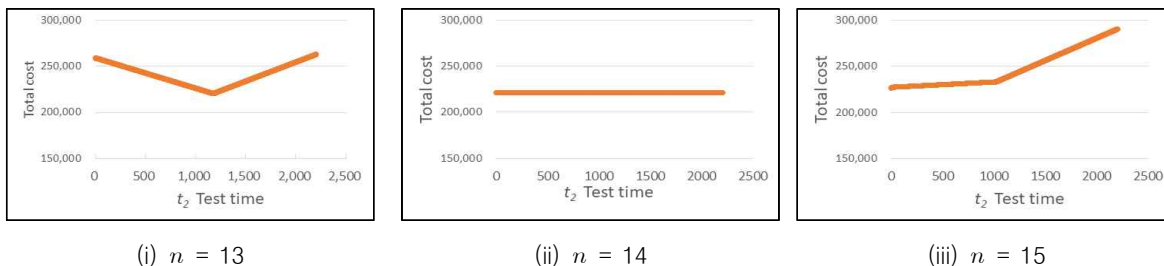 300,000
250,000
200,000
150,000
Total cost
0 500 1,000 1,500 2,000 2,500
t2 Test time
(i) n = 13
300,000
250,000
200,000
150,000
Total cost
0 500 1000 1500 2000 2500
t2 Test time
(ii) n = 14
300,000
250,000
200,000
150,000
Total cost
0 500 1000 1500 2000 2500
t2 Test time
(iii) n = 15